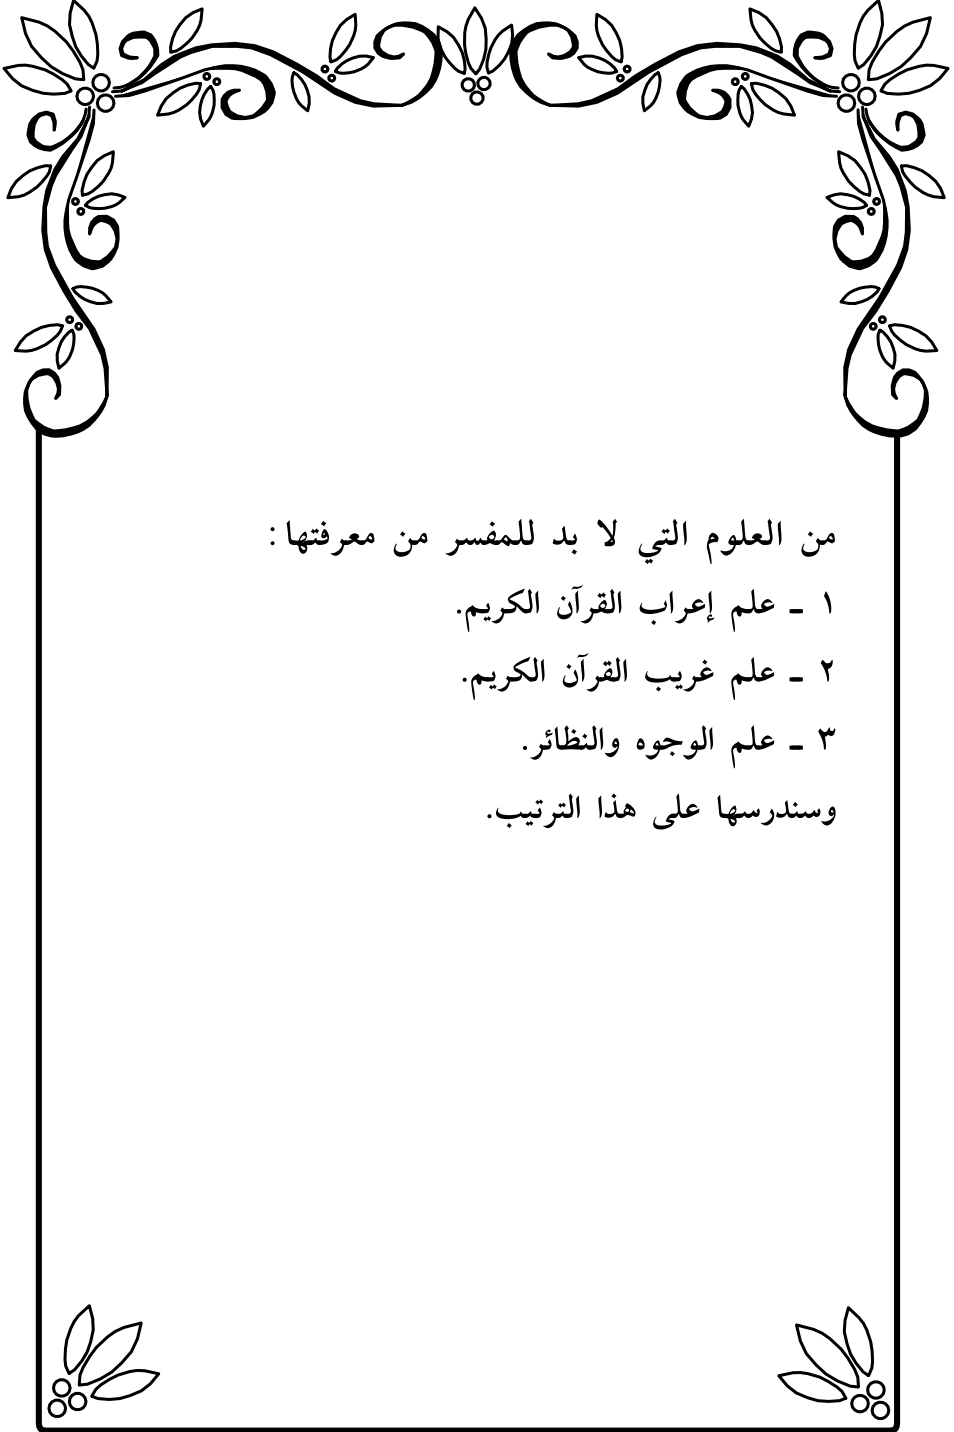 من العلوم التي لا بد للمفسر من معرفتها:
١ ـ علم إعراب القرآن الكريم.
٢ ـ علم غريب القرآن الكريم.
٣ ـ علم الوجوه والنظائر.
وسندرسها على هذا الترتيب.